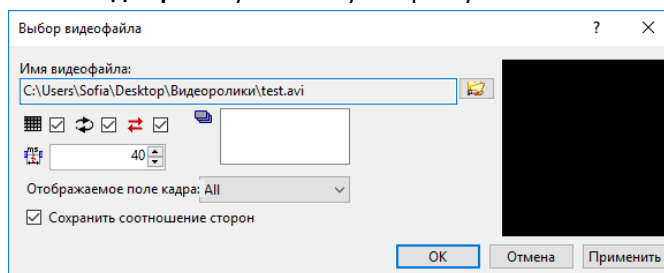 Выбор видеофайла ? ×
Имя видеофайла:
C:\Users\Sofia\Desktop\Видеоролики\test.avi
40
Отображаемое поле кадра: All
Сохранить соотношение сторон
OK Отмена Применить